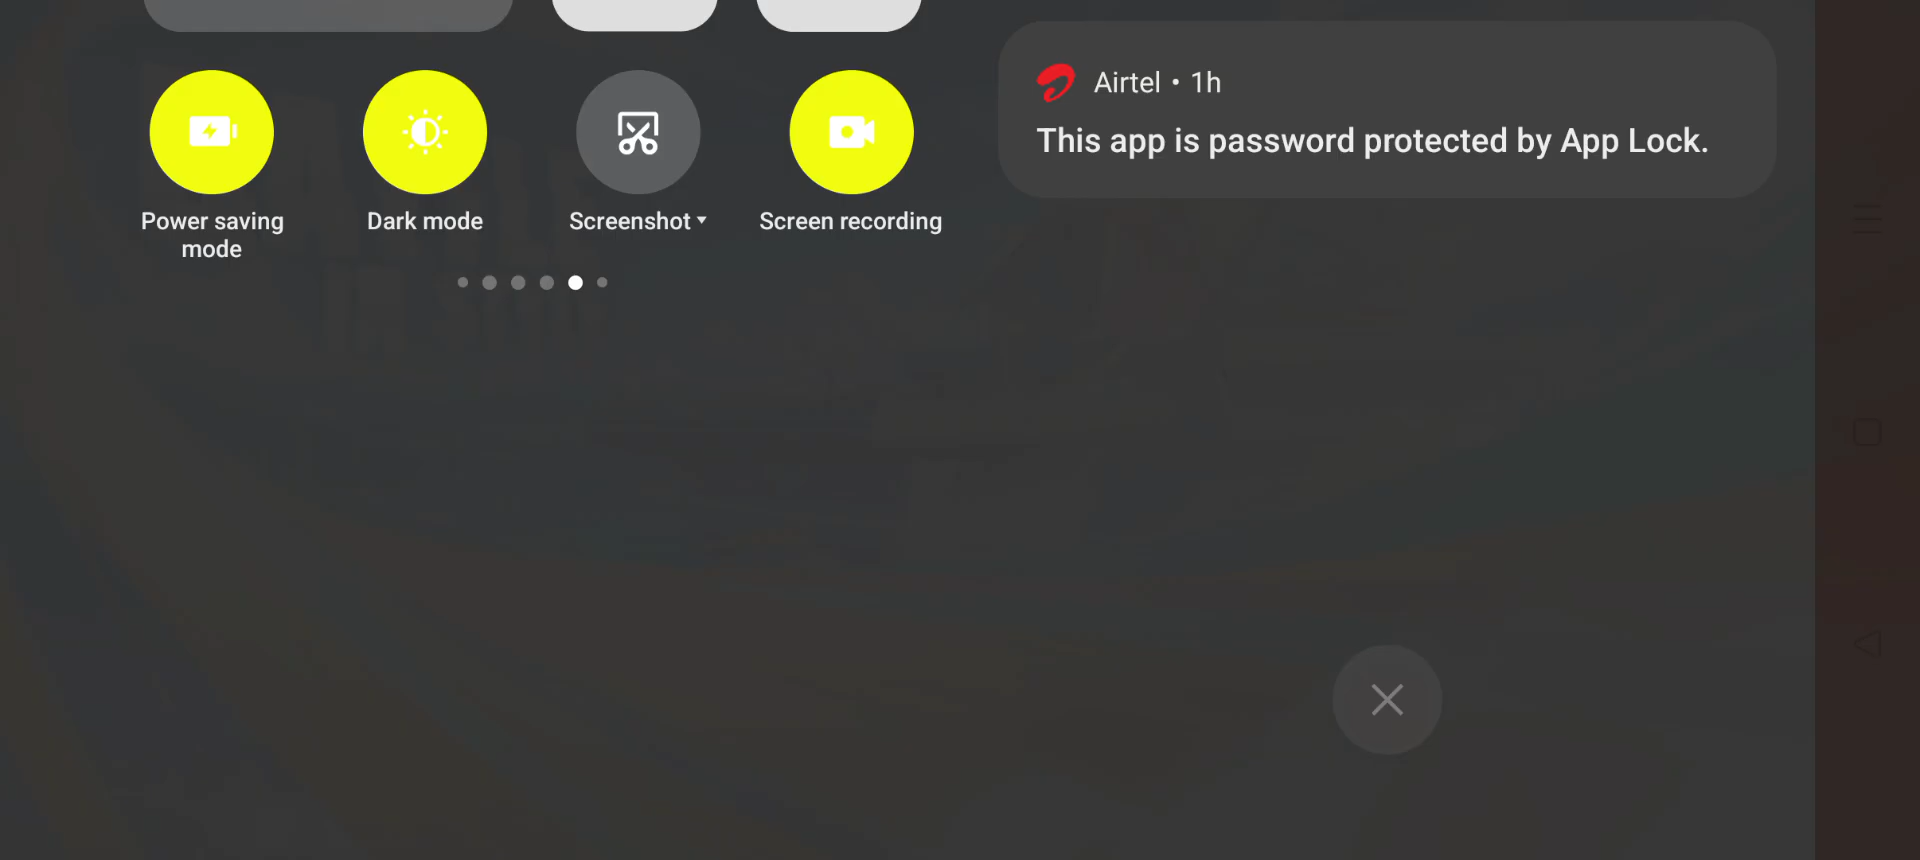 Airtel • 1h
This app is password protected by App Lock.
Power saving
mode
Dark mode
Screenshot
Screen recording